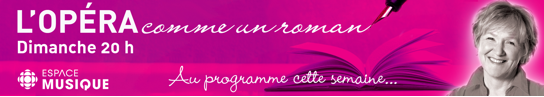 L'OPÉRA comme un roman
Dimanche 20 h
ESPACE
MUSIQUE
Au programme cette semaine...